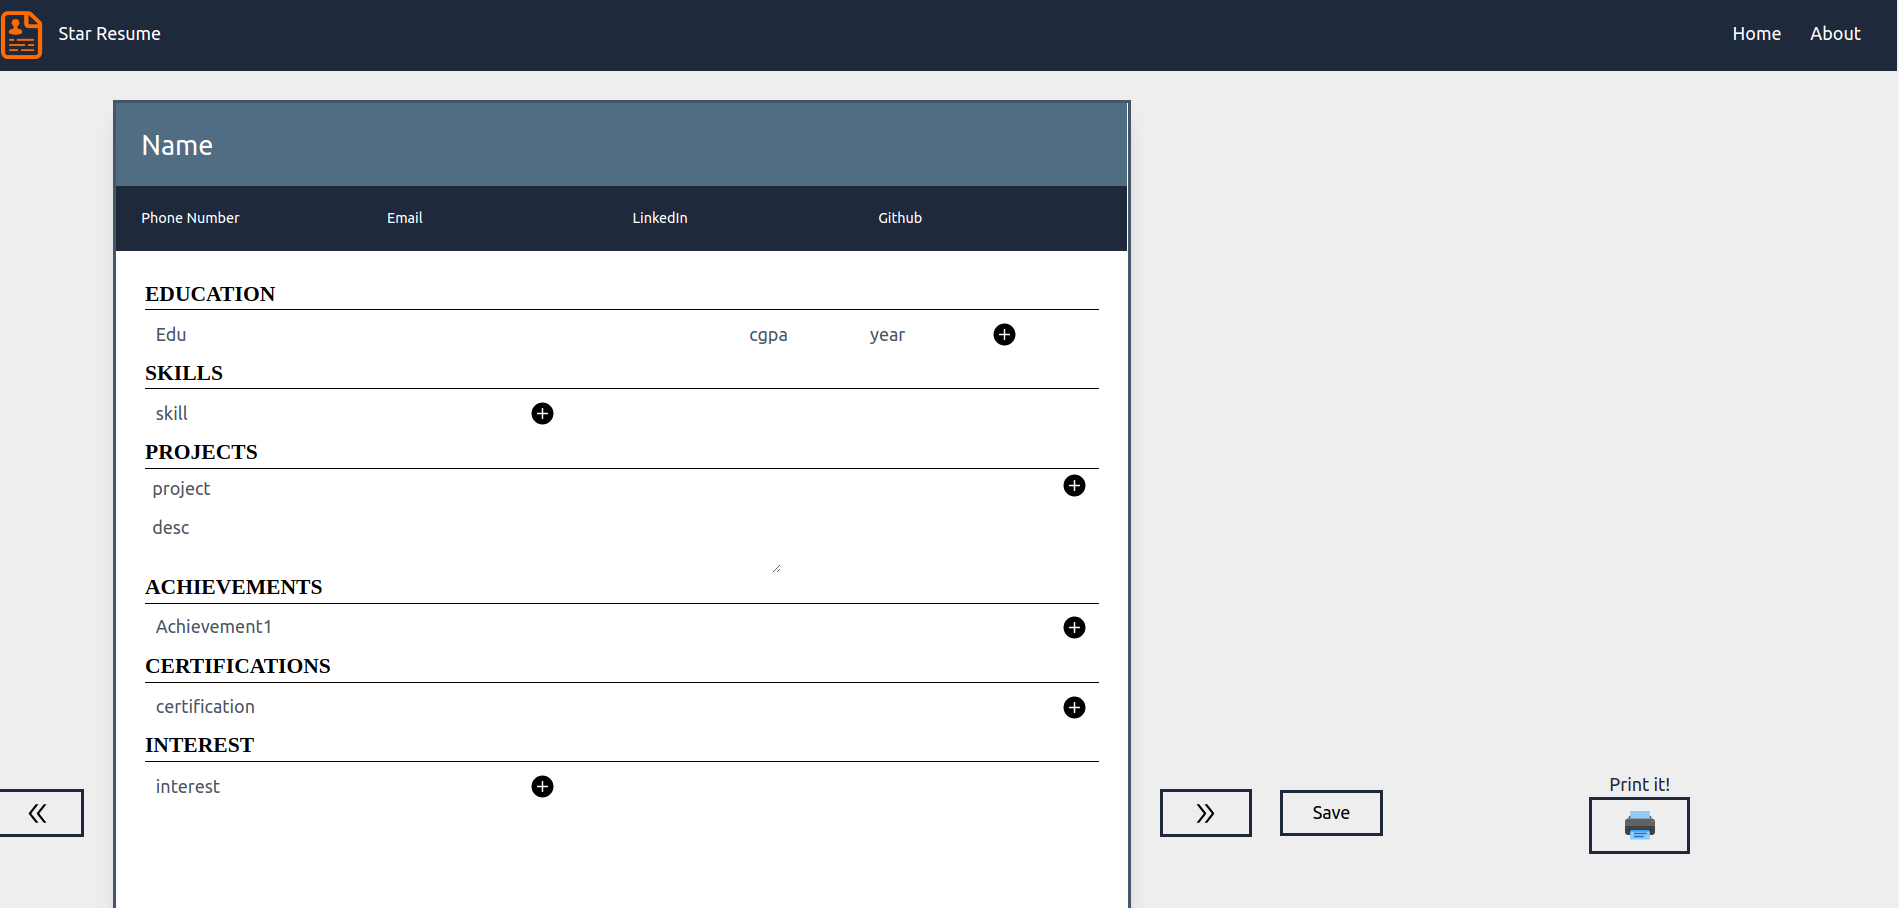 Star Resume
Home
About
Name
Phone Number
Email
LinkedIn
Github
EDUCATION
Edu
cgpa
year
SKILLS
skill
PROJECTS
project
desc
ACHIEVEMENTS
Achievement1
CERTIFICATIONS
certification
INTEREST
interest
«
»
Save
Print it!